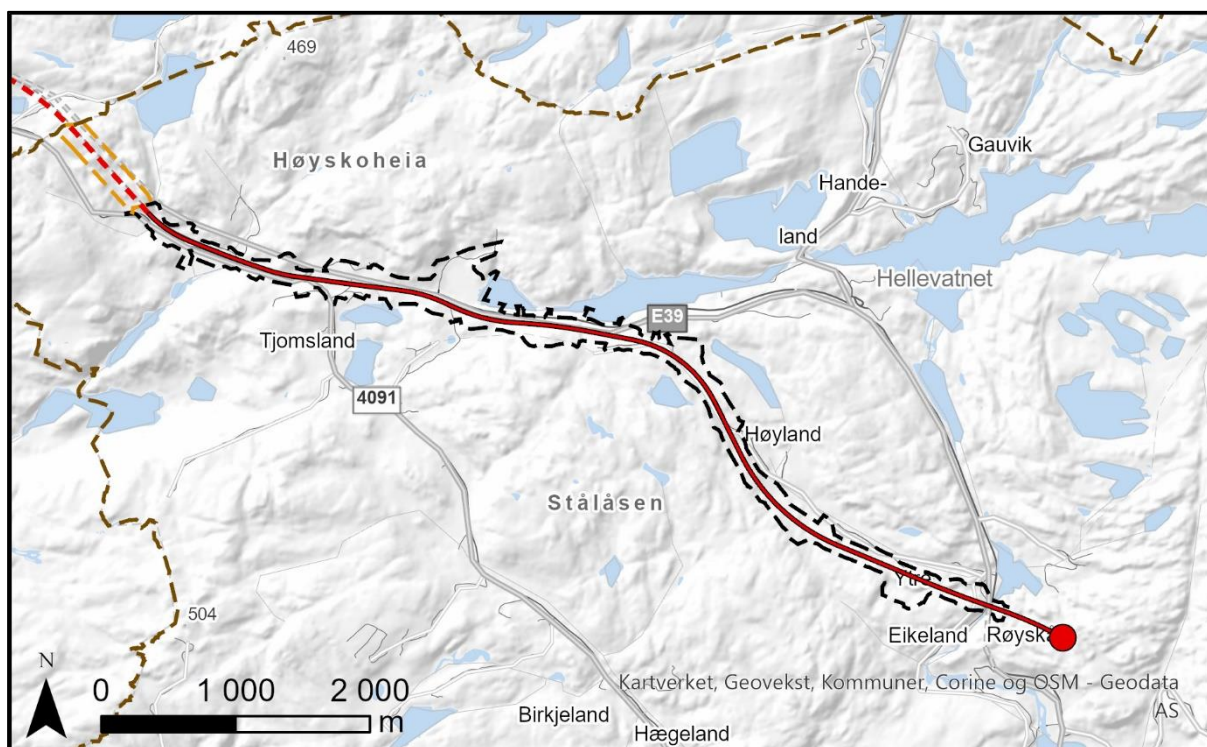 469
Høyskoheia
Gauvik
Hande-
land
Hellevatnet
E39
Tjomsland
4091
Høyland
Stålåsen
Ytre
504
Eikeland
N
0 1 000 2 000
m
Kartverket, Geovekst, Kommuner, Corine og OSM - Geodata
AS
Birkjeland
Hægeland